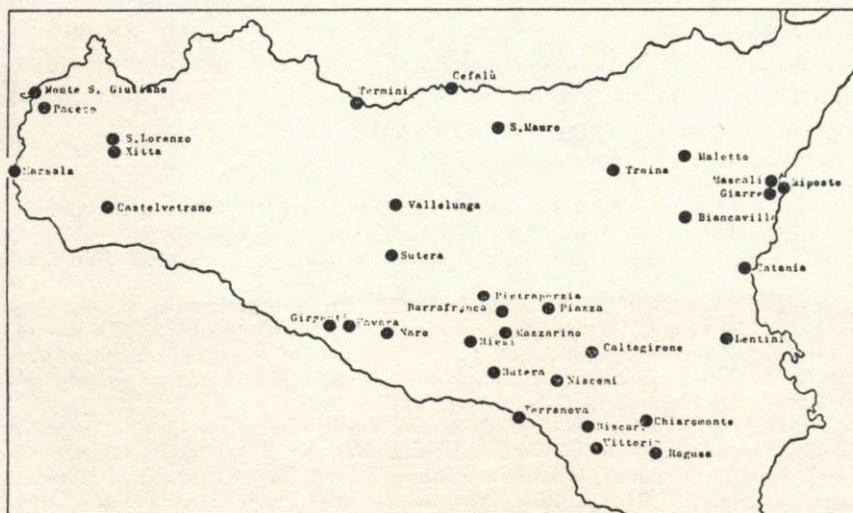 Cefalù
Termini
Monte S. Giuliano
Paceco
S.Mauro
S.Lorenzo
Xitta
Maletto
Marsala
Troina
Mascali
Riposto
Giarre
Castelvetrano
Vallelunga
Biancavilla
Sutera
Catania
Pietraperzia
Barrafranca
Piazza
Girgenti
Favara
Naro
Mazzarino
Riesi
Lentini
Caltagirone
Butera
Niscemi
Terranova
Chiaromonte
Biscari
Vittoria
Ragusa